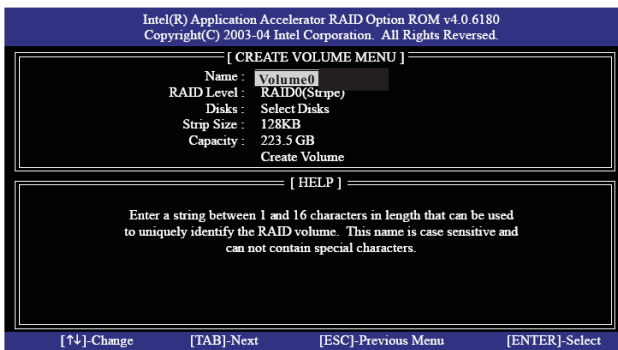 Intel(R) Application Accelerator RAID Option ROM v4.0.6180
Copyright(C) 2003-04 Intel Corporation. All Rights Reversed.
[ CREATE VOLUME MENU ]
Name : Volume0
RAID Level : RAID0(Stripe)
Disks : Select Disks
Strip Size : 128KB
Capacity : 223.5 GB
Create Volume
[ HELP ]
Enter a string between 1 and 16 characters in length that can be used
to uniquely identify the RAID volume. This name is case sensitive and
can not contain special characters.
[↑↓]-Change [TAB]-Next [ESC]-Previous Menu [ENTER]-Select